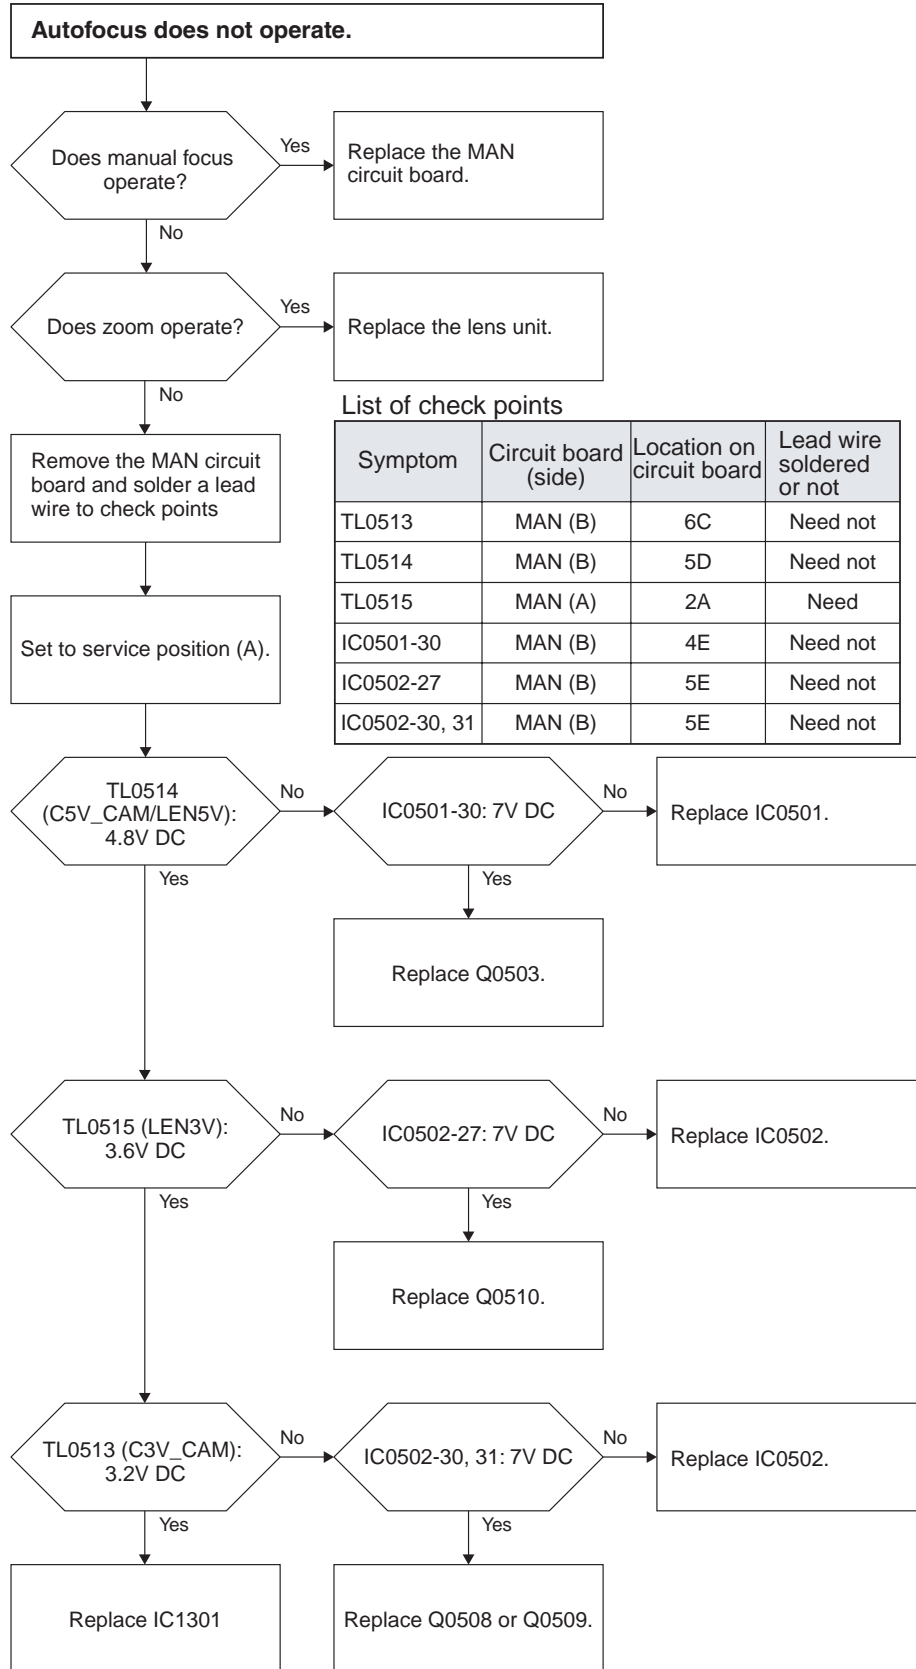 Autofocus does not operate.
Does manual focus
operate?
Yes
Replace the MAN
circuit board.
No
Does zoom operate?
Yes
Replace the lens unit.
No
Remove the MAN circuit
board and solder a lead
wire to check points
Set to service position (A).
List of check points
Symptom
Circuit board
(side)
Location on
circuit board
Lead wire
soldered
or not
TL0513 MAN (B) 6C Need not
TL0514 MAN (B) 5D Need not
TL0515 MAN (A) 2A Need
IC0501-30 MAN (B) 4E Need not
IC0502-27 MAN (B) 5E Need not
IC0502-30, 31 MAN (B) 5E Need not
TL0514
(C5V_CAM/LEN5V):
4.8V DC
No
IC0501-30: 7V DC
No
Replace IC0501.
Yes
Yes
Replace Q0503.
TL0515 (LEN3V):
3.6V DC
No
IC0502-27: 7V DC
No
Replace IC0502.
Yes
Yes
Replace Q0510.
TL0513 (C3V_CAM):
3.2V DC
No
IC0502-30, 31: 7V DC
No
Replace IC0502.
Yes
Yes
Replace IC1301
Replace Q0508 or Q0509.